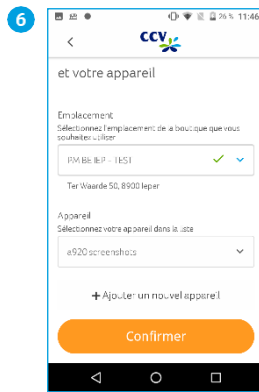 6
26 % 11:46
CCV
et votre appareil
Emplacement
Sélectionnez l'emplacement de la boutique que vous
souhaitez utiliser
PM BE IEP - TEST
Ter Waarde 50, 8900 Ieper
Appareil
Sélectionnez votre appareil dans la liste
a920 screenshots
+ Ajouter un nouvel appareil
Confirmer